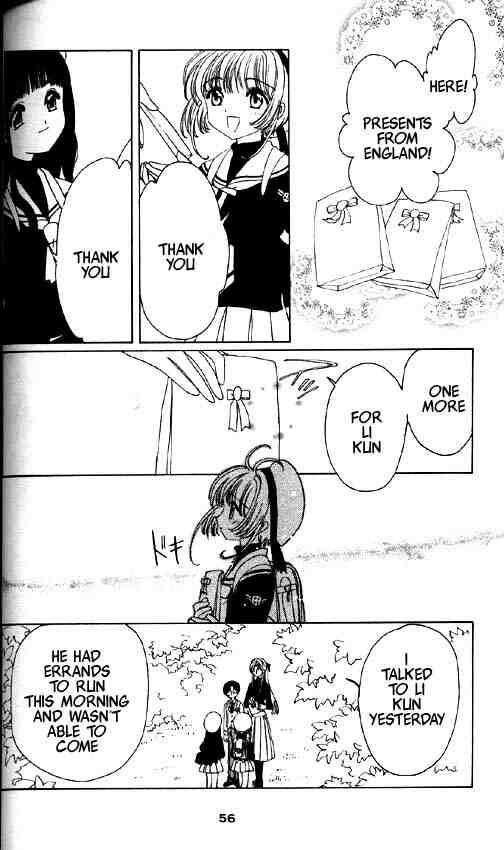 HERE!
PRESENTS
FROM
ENGLAND!
THANK
YOU
THANK
YOU
ONE
MORE
FOR
LI
KUN
ドキ
I
TALKED
TO LI
KUN
YESTERDAY
HE HAD
ERRANDS
TO RUN
THIS MORNING
AND WASN'T
ABLE TO
COME
56